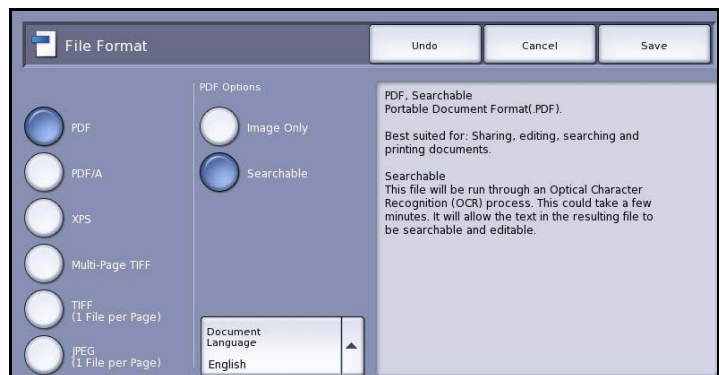 File Format
Undo
Cancel
Save
PDF
PDF/A
XPS
Multi-Page TIFF
TIFF
(1 File per Page)
JPEG
(1 File per Page)
PDF Options
Image Only
Searchable
Document
Language
English
PDF, Searchable
Portable Document Format(.PDF).
Best suited for: Sharing, editing, searching and
printing documents.
Searchable
This file will be run through an Optical Character
Recognition (OCR) process. This could take a few
minutes. It will allow the text in the resulting file to
be searchable and editable.